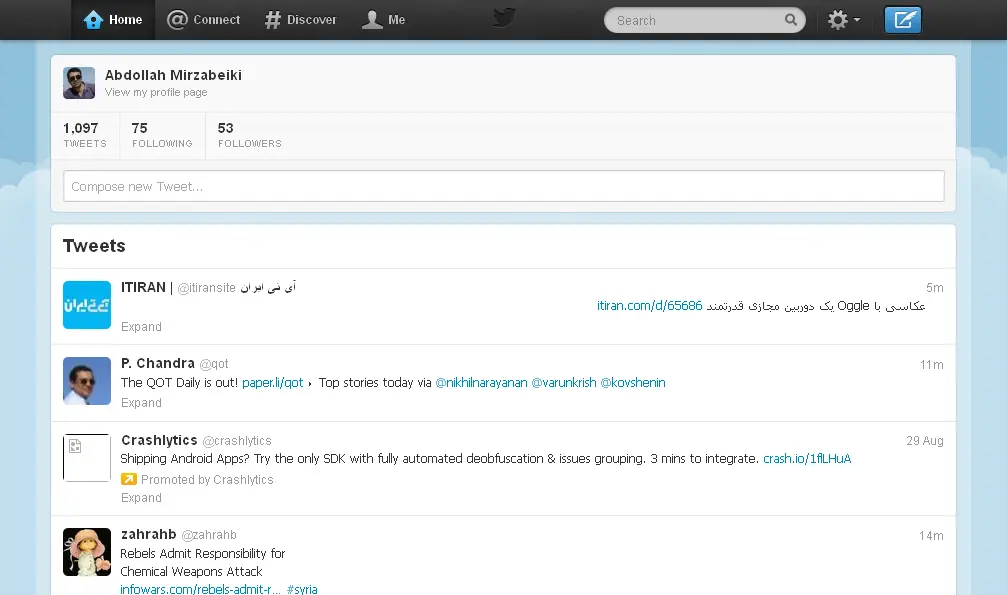 Home
Connect
Discover
Me
Search
Abdollah Mirzabeiki
View my profile page
1,097
TWEETS
75
FOLLOWING
53
FOLLOWERS
Compose new Tweet...
Tweets
آی تی ایران
ITIRAN | آی تی ایران @itiransite
5m
عکاسی با Oggle یک دوربین مجازی قدرتمند itiran.com/d/65686
Expand
P. Chandra @qot
11m
The QOT Daily is out! paper.li/qot ▸ Top stories today via @nikhilnarayanan @varunkrish @kovshenin
Expand
Crashlytics @crashlytics
29 Aug
Shipping Android Apps? Try the only SDK with fully automated deobfuscation & issues grouping. 3 mins to integrate. crash.io/1flLHuA
Promoted by Crashlytics
Expand
zahrahb @zahrahb
14m
Rebels Admit Responsibility for
Chemical Weapons Attack
infowars.com/rebels-admit-r... #syria